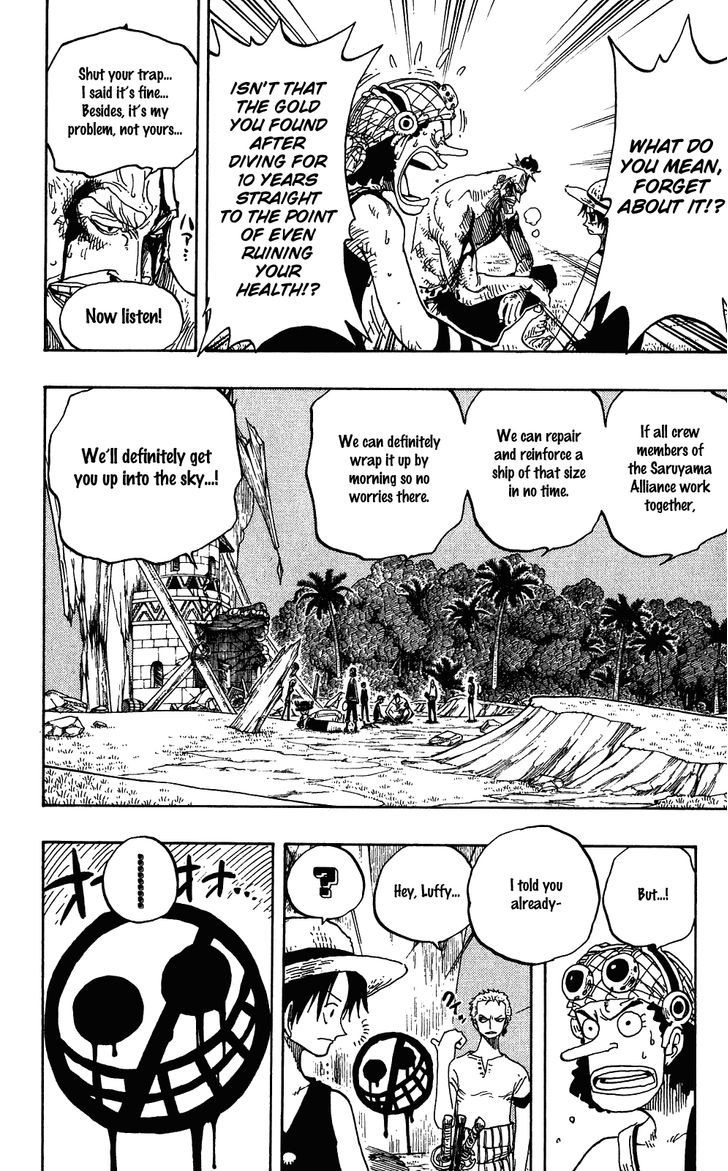 WHAT DO
YOU MEAN,
FORGET
ABOUT IT!?
ISN'T THAT
THE GOLD
YOU FOUND
AFTER
DIVING FOR
10 YEARS
STRAIGHT
TO THE POINT
OF EVEN
RUINING
YOUR
HEALTH!?
Shut your trap...
I said it's fine...
Besides, it's my
problem, not yours...
?
Now listen!
If all crew
members of
the Saruyama
Alliance work
together,
We can repair
and reinforce a
ship of that size
in no time.
We can definitely
wrap it up by
morning so no
worries there.
We'll definitely get
you up into the sky...!
But...!
I told you
already-
Hey, Luffy...
?
オオオ...